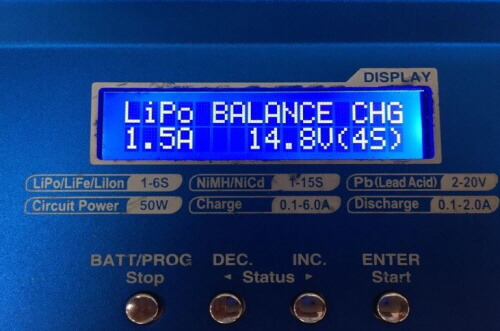 DISPLAY
LiPo BALANCE CHG
1.5A 14.8V(4S)
LiPo/LiFe/LiIon 1-6S NiMH/NiCd 1-15S Pb(Lead Acid) 2-20V
Circuit Power 50W Charge 0.1-6.0A Discharge 0.1-2.0A
BATT/PROG DEC. INC. ENTER
Stop ◄ Status ► Start